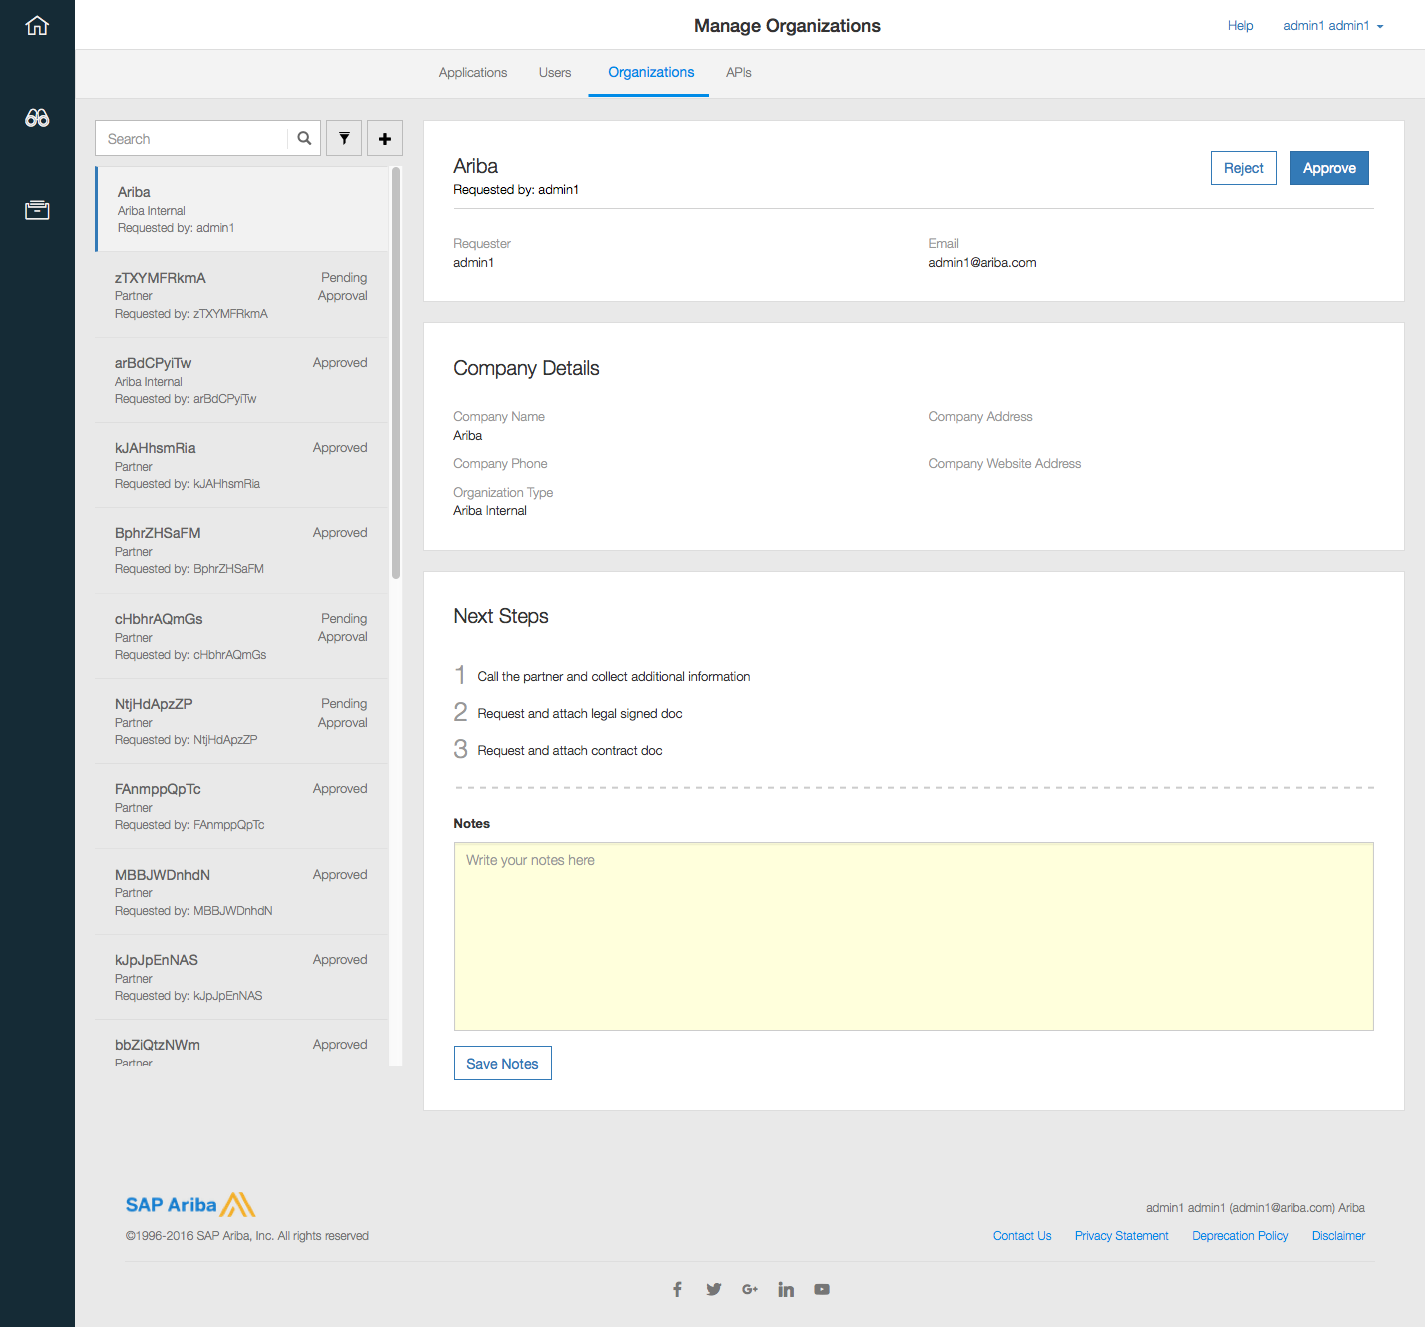 Manage Organizations
Help
admin1 admin1
Applications
Users
Organizations
APIs
Search
Ariba
Ariba Internal
Requested by: admin1
zTXYMFRkmA
Pending
Partner
Approval
Requested by: zTXYMFRkmA
arBdCPyiTw
Approved
Ariba Internal
Requested by: arBdCPyiTw
kJAHhsmRia
Approved
Partner
Requested by: kJAHhsmRia
BphrZHSaFM
Approved
Partner
Requested by: BphrZHSaFM
cHbhrAQmGs
Pending
Partner
Approval
Requested by: cHbhrAQmGs
NtjHdApzZP
Pending
Partner
Approval
Requested by: NtjHdApzZP
FAnmppQpTc
Approved
Partner
Requested by: FAnmppQpTc
MBBJWDnhdN
Approved
Partner
Requested by: MBBJWDnhdN
kJpJpEnNAS
Approved
Partner
Requested by: kJpJpEnNAS
bbZiQtzNWm
Approved
Partner
Ariba
Requested by: admin1
Reject
Approve
Requester
admin1
Email
admin1@ariba.com
Company Details
Company Name
Ariba
Company Address
Company Phone
Company Website Address
Organization Type
Ariba Internal
Next Steps
1 Call the partner and collect additional information
2 Request and attach legal signed doc
3 Request and attach contract doc
Notes
Write your notes here
Save Notes
SAP Ariba
©1996-2016 SAP Ariba, Inc. All rights reserved
admin1 admin1 (admin1@ariba.com) Ariba
Contact Us
Privacy Statement
Deprecation Policy
Disclaimer